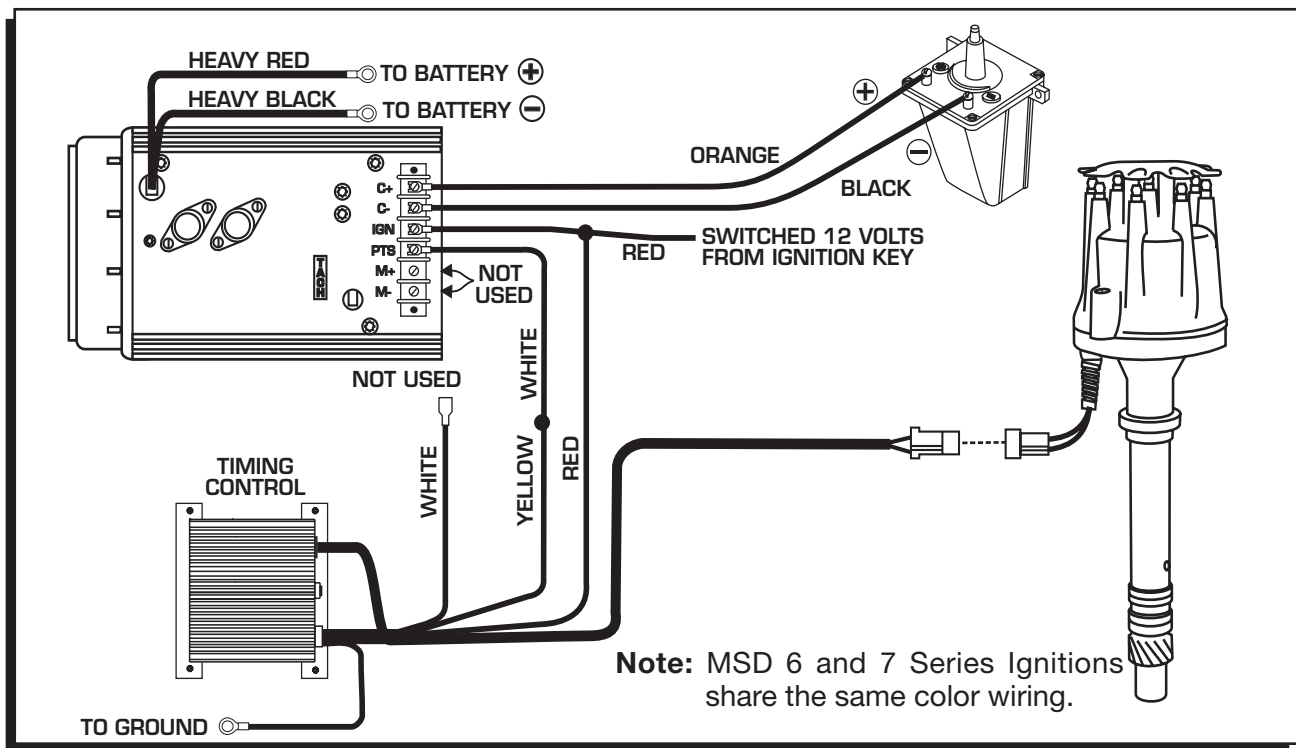 HEAVY RED
TO BATTERY +
HEAVY BLACK
TO BATTERY -
+
ORANGE
-
BLACK
C+
C-
IGN
PTS
M+
M-
TACH
RED
SWITCHED 12 VOLTS
FROM IGNITION KEY
NOT
USED
NOT USED
WHITE
WHITE
YELLOW
RED
TIMING
CONTROL
TO GROUND
Note: MSD 6 and 7 Series Ignitions
share the same color wiring.